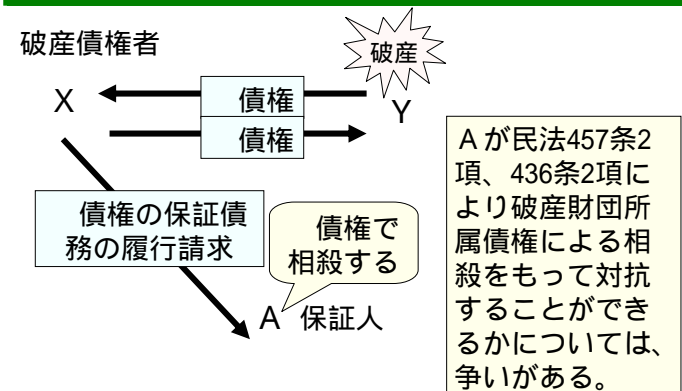 破産債権者
破産
X
債権
Y
債権
債権の保証債
務の履行請求
債権で
相殺する
A 保証人
Aが民法457条2
項、436条2項に
より破産財団所
属債権による相
殺をもって対抗
することができ
るかについては、
争いがある。